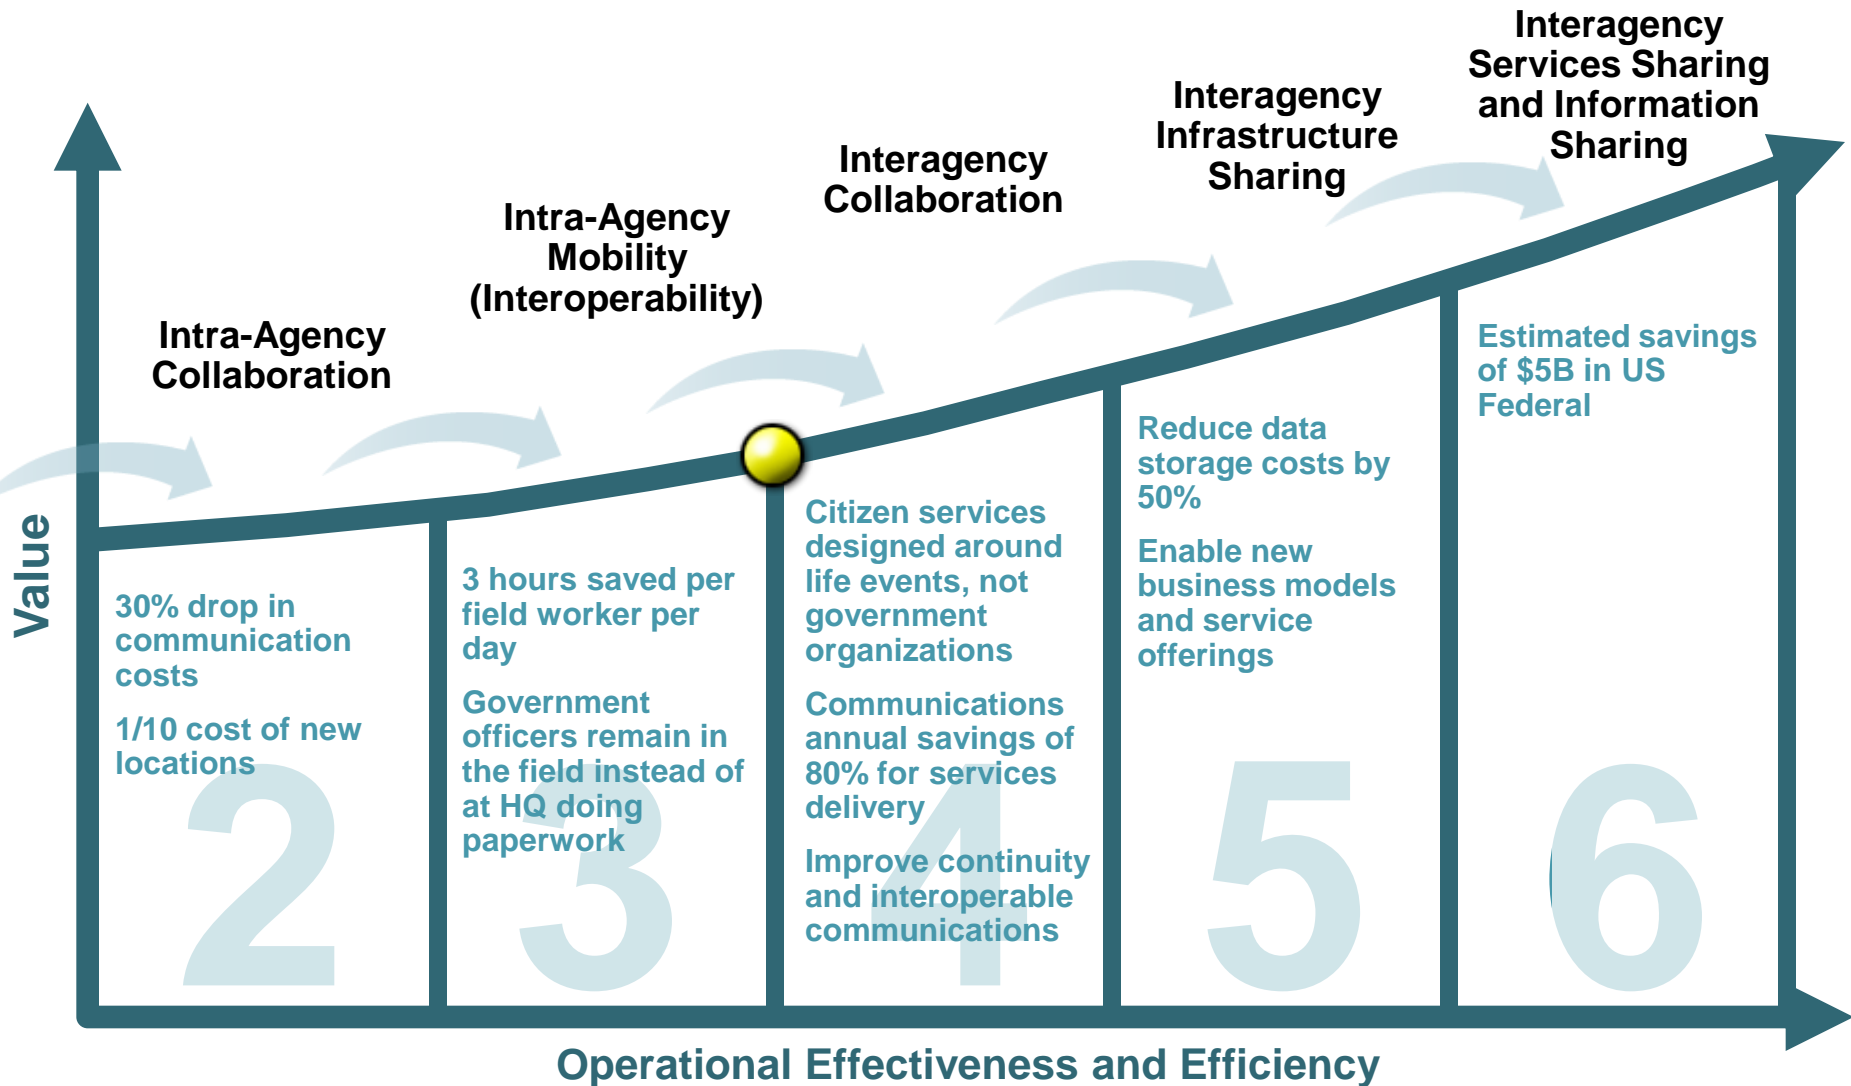 Interagency
Services Sharing
and Information
Sharing
Interagency
Infrastructure
Sharing
Interagency
Collaboration
Intra-Agency
Mobility
(Interoperability)
Intra-Agency
Collaboration
Value
30% drop in
communication
costs
1/10 cost of new
locations
2
3 hours saved per
field worker per
day
Government
officers remain in
the field instead of
at HQ doing
paperwork
3
Citizen services
designed around
life events, not
government
organizations
Communications
annual savings of
80% for services
delivery
Improve continuity
and interoperable
communications
4
Reduce data
storage costs by
50%
Enable new
business models
and service
offerings
5
Estimated savings
of $5B in US
Federal
6
Operational Effectiveness and Efficiency